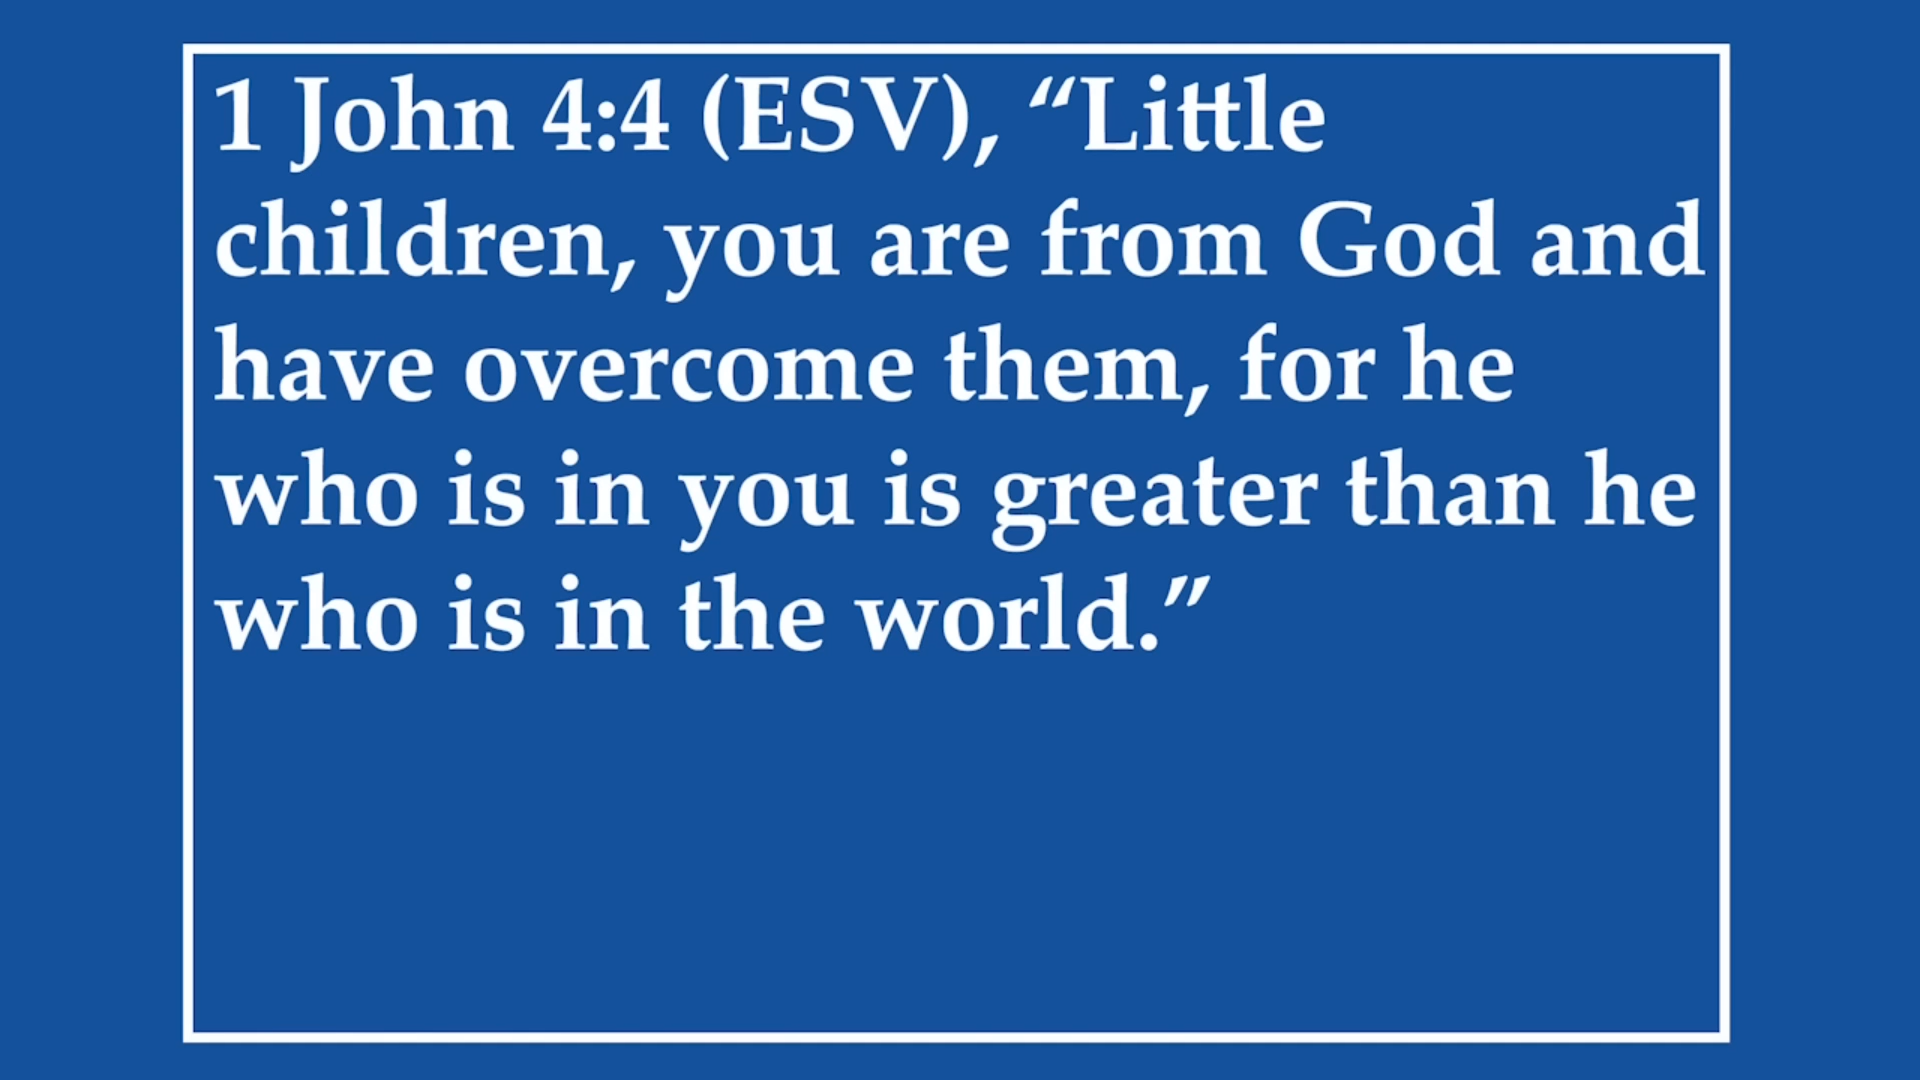 1 John 4:4 (ESV), “Little
children, you are from God and
have overcome them, for he
who is in you is greater than he
who is in the world.”